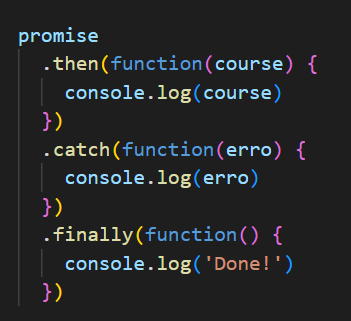 promise
  .then(function(course) {
    console.log(course)
  })
  .catch(function(erro) {
    console.log(erro)
  })
  .finally(function() {
    console.log('Done!')
  })